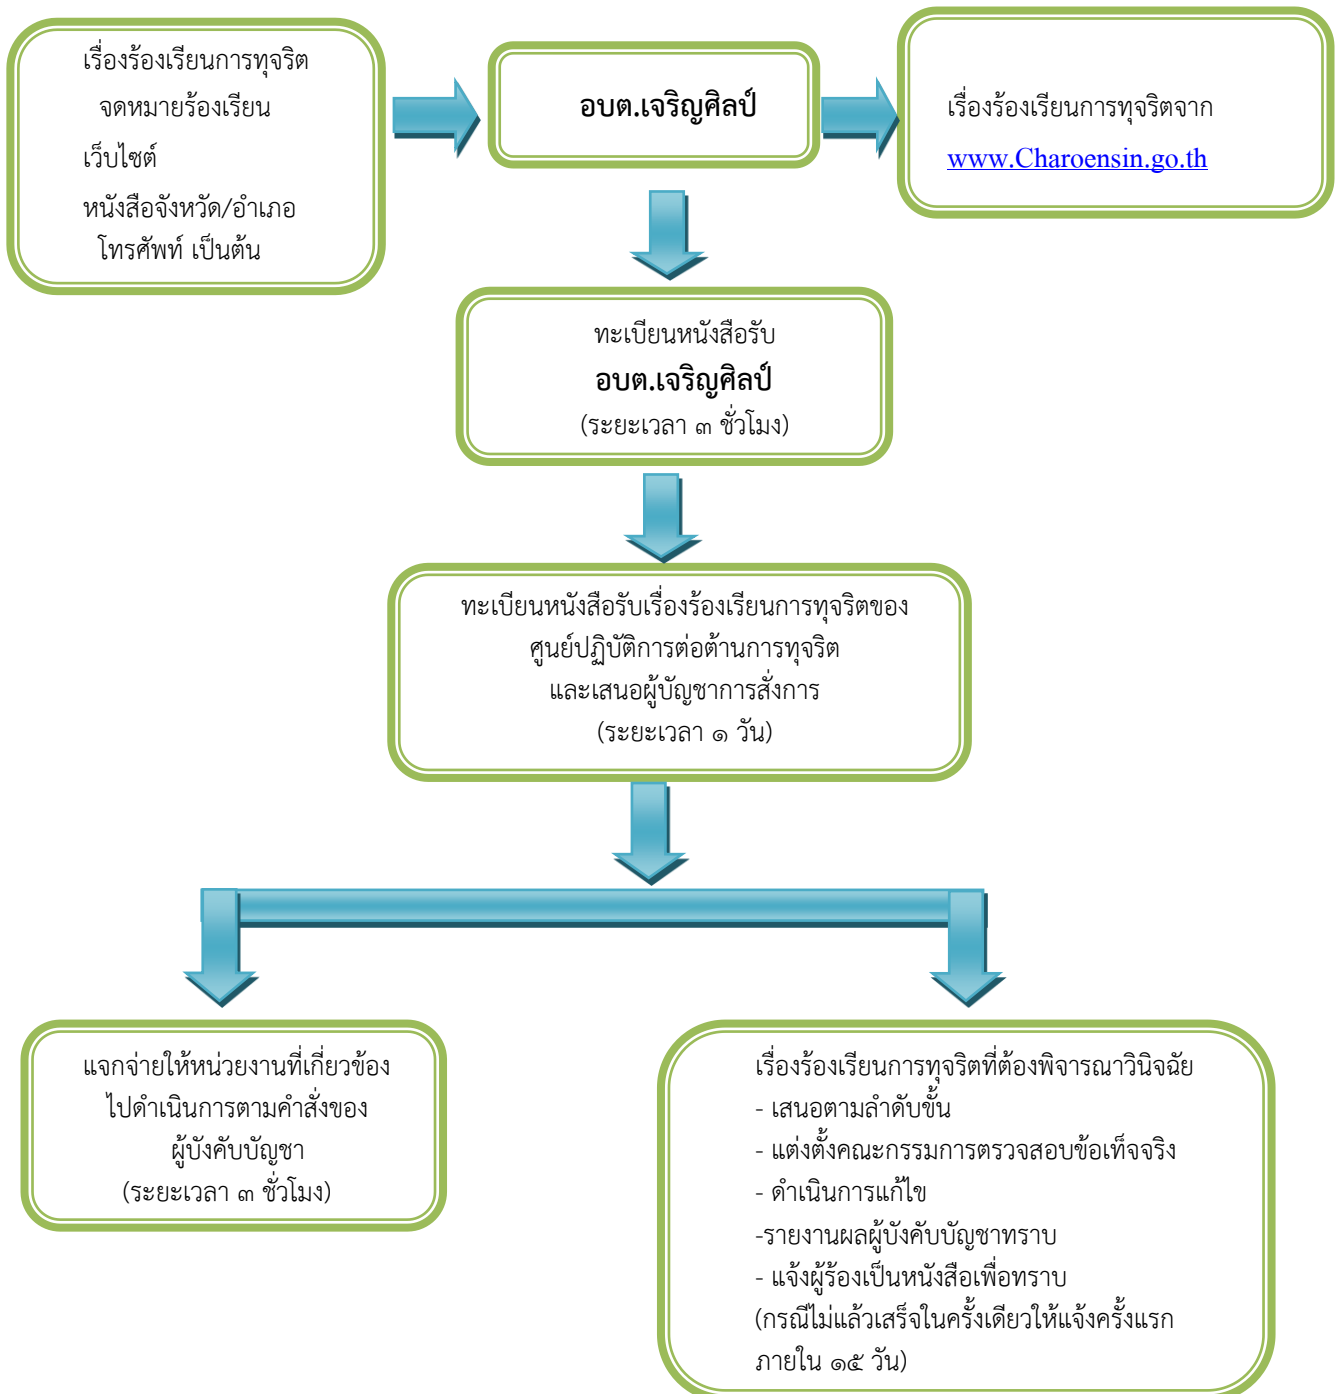 เรื่องร้องเรียนการทุจริต
จดหมายร้องเรียน
เว็บไซต์
หนังสือจังหวัด/อำเภอ
โทรศัพท์ เป็นต้น
อบต.เจริญศิลป์
เรื่องร้องเรียนการทุจริตจาก
www.Charoensin.go.th
ทะเบียนหนังสือรับ
อบต.เจริญศิลป์
(ระยะเวลา ๓ ชั่วโมง)
ทะเบียนหนังสือรับเรื่องร้องเรียนการทุจริตของ
ศูนย์ปฏิบัติการต่อต้านการทุจริต
และเสนอผู้บัญชาการสั่งการ
(ระยะเวลา ๑ วัน)
แจกจ่ายให้หน่วยงานที่เกี่ยวข้อง
ไปดำเนินการตามคำสั่งของ
ผู้บังคับบัญชา
(ระยะเวลา ๓ ชั่วโมง)
เรื่องร้องเรียนการทุจริตที่ต้องพิจารณาวินิจฉัย
- เสนอตามลำดับขั้น
- แต่งตั้งคณะกรรมการตรวจสอบข้อเท็จจริง
- ดำเนินการแก้ไข
-รายงานผลผู้บังคับบัญชาทราบ
- แจ้งผู้ร้องเป็นหนังสือเพื่อทราบ
(กรณีไม่แล้วเสร็จในครั้งเดียวให้แจ้งครั้งแรก
ภายใน ๑๕ วัน)